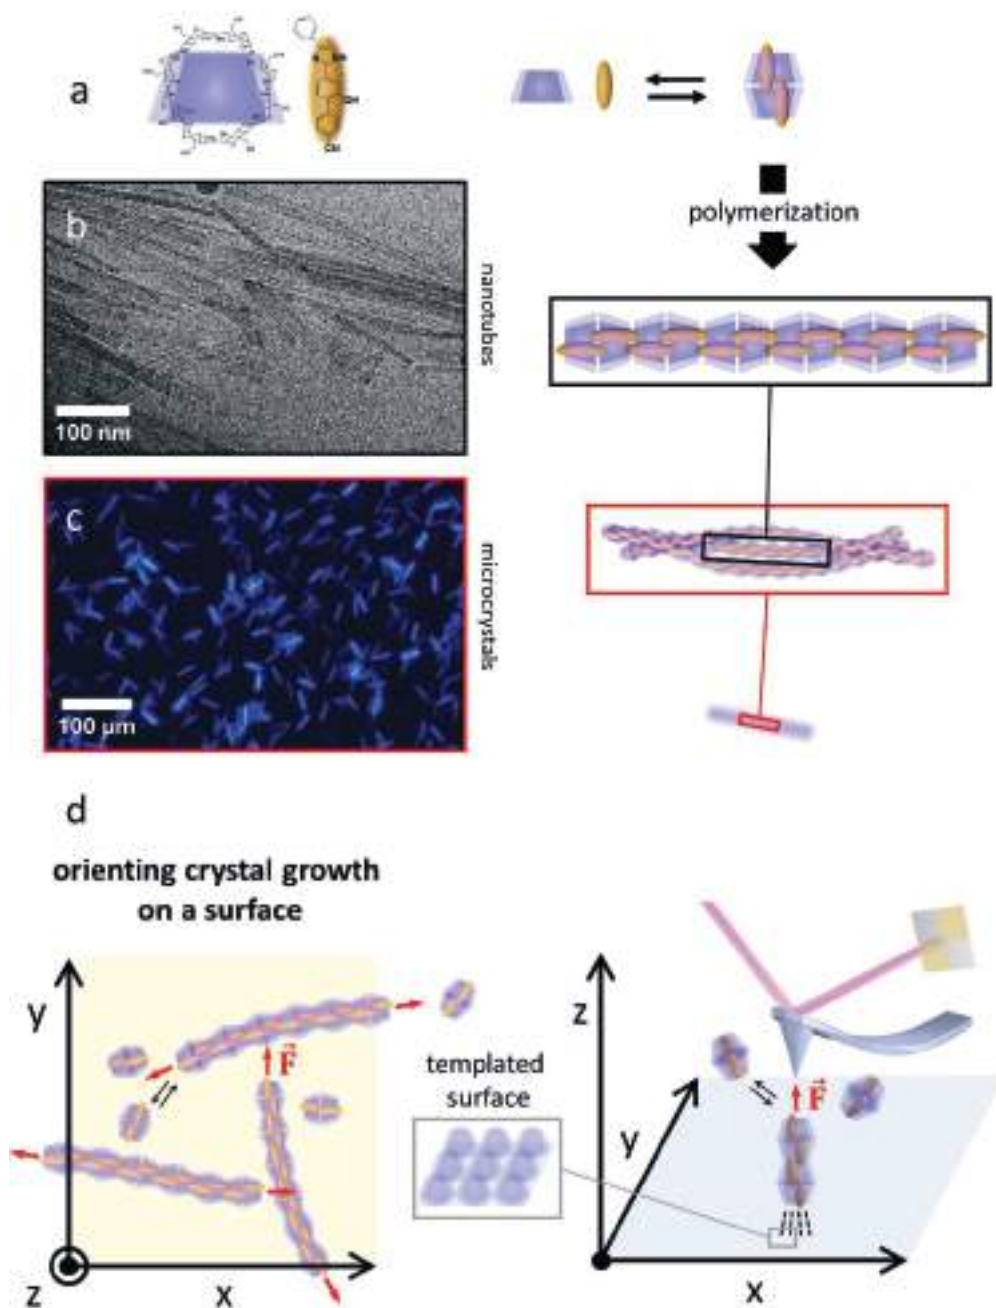 a
polymerization
b
nanotubes
100 nm
c
microcrystals
100 µm
d
orienting crystal growth
on a surface
y
F
z
x
templated
surface
z
y
F
x